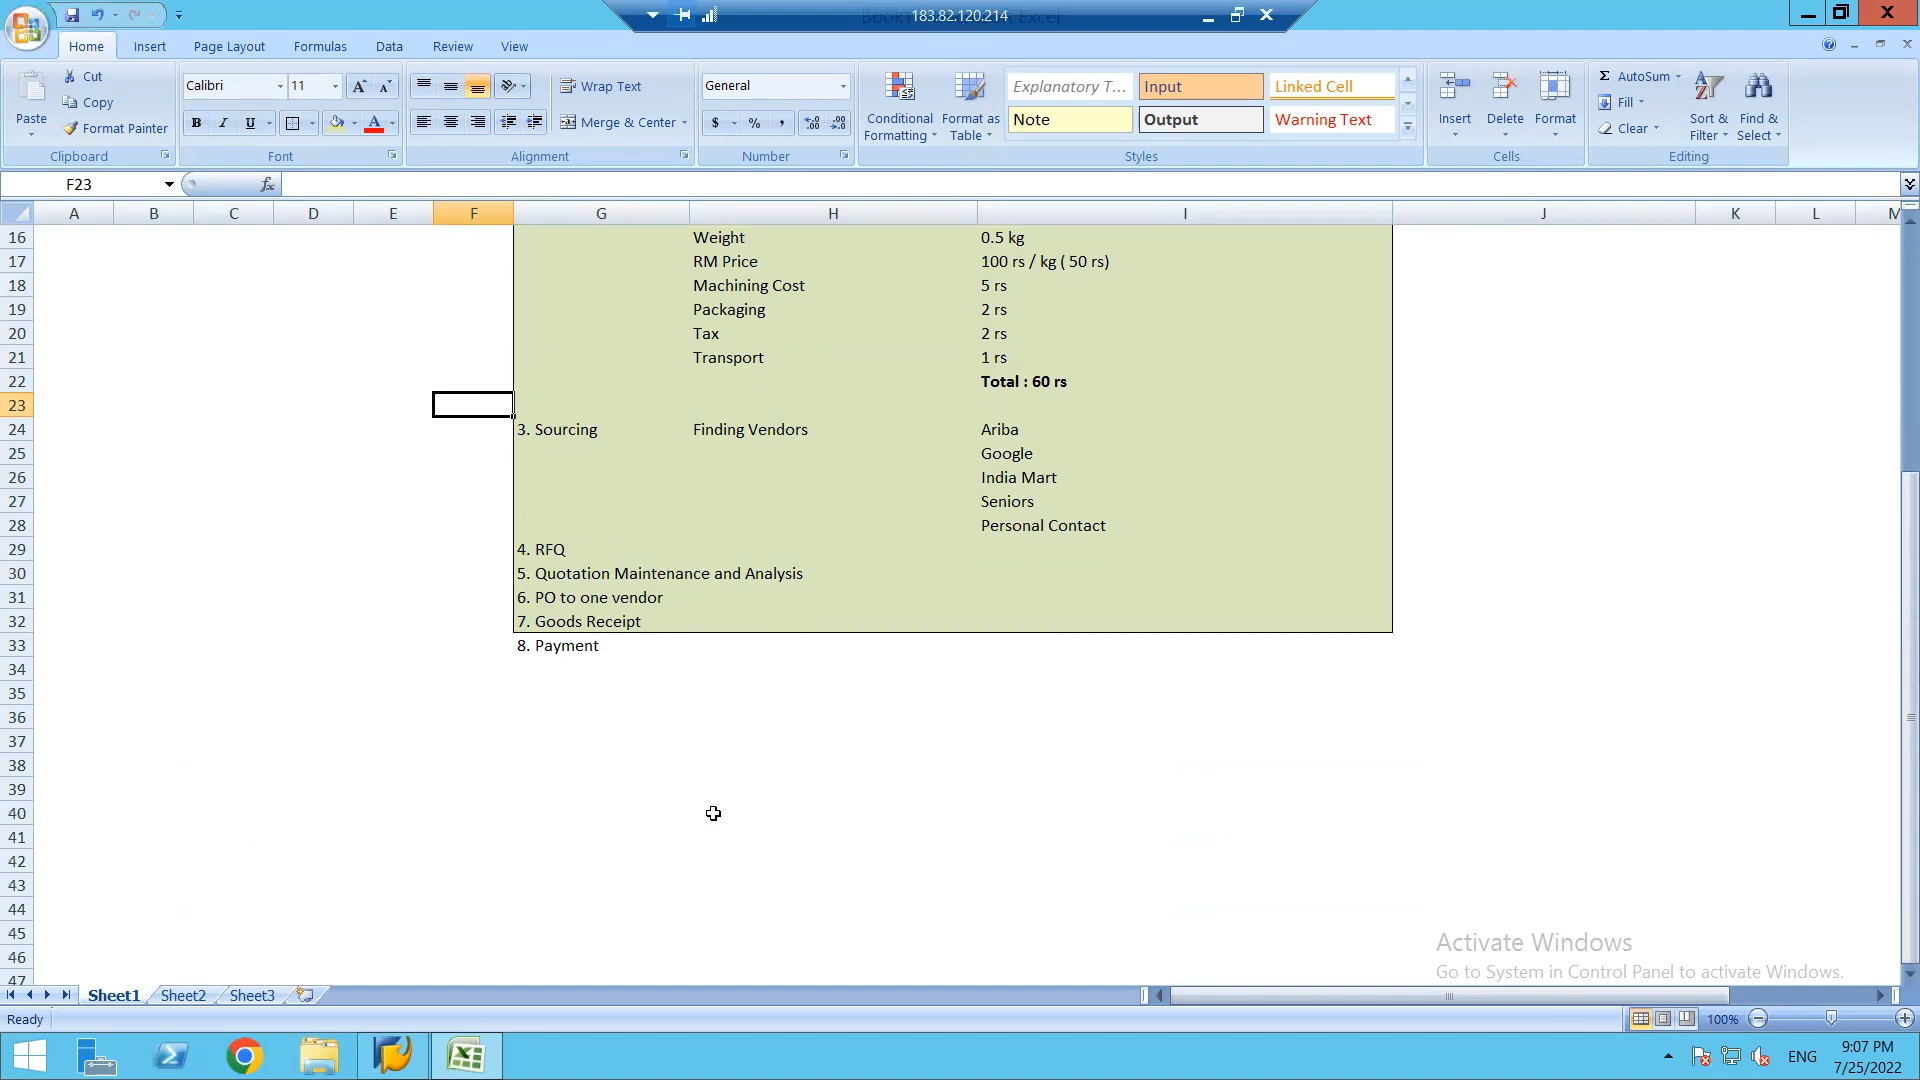 183.82.120.214
Home Insert Page Layout Formulas Data Review View
Paste
Cut
Copy
Format Painter
Clipboard
Calibri 11
B I U
Font
Wrap Text
Merge & Center
Alignment
General
$ % ,
Number
Conditional Formatting
Format as Table
Explanatory T... Input Linked Cell
Note Output Warning Text
Styles
Insert Delete Format
Cells
Σ AutoSum
Fill
Clear
Sort & Filter
Find & Select
Editing
F23 fx
A B C D E F G H I J K L M
16 Weight 0.5 kg
17 RM Price 100 rs / kg ( 50 rs)
18 Machining Cost 5 rs
19 Packaging 2 rs
20 Tax 2 rs
21 Transport 1 rs
22 Total : 60 rs
23
24 3. Sourcing Finding Vendors Ariba
25 Google
26 India Mart
27 Seniors
28 Personal Contact
29 4. RFQ
30 5. Quotation Maintenance and Analysis
31 6. PO to one vendor
32 7. Goods Receipt
33 8. Payment
34
35
36
37
38
39
40
41
42
43
44
45
46
47
Activate Windows
Go to System in Control Panel to activate Windows.
Sheet1 Sheet2 Sheet3
Ready 100%
ENG
9:07 PM
7/25/2022